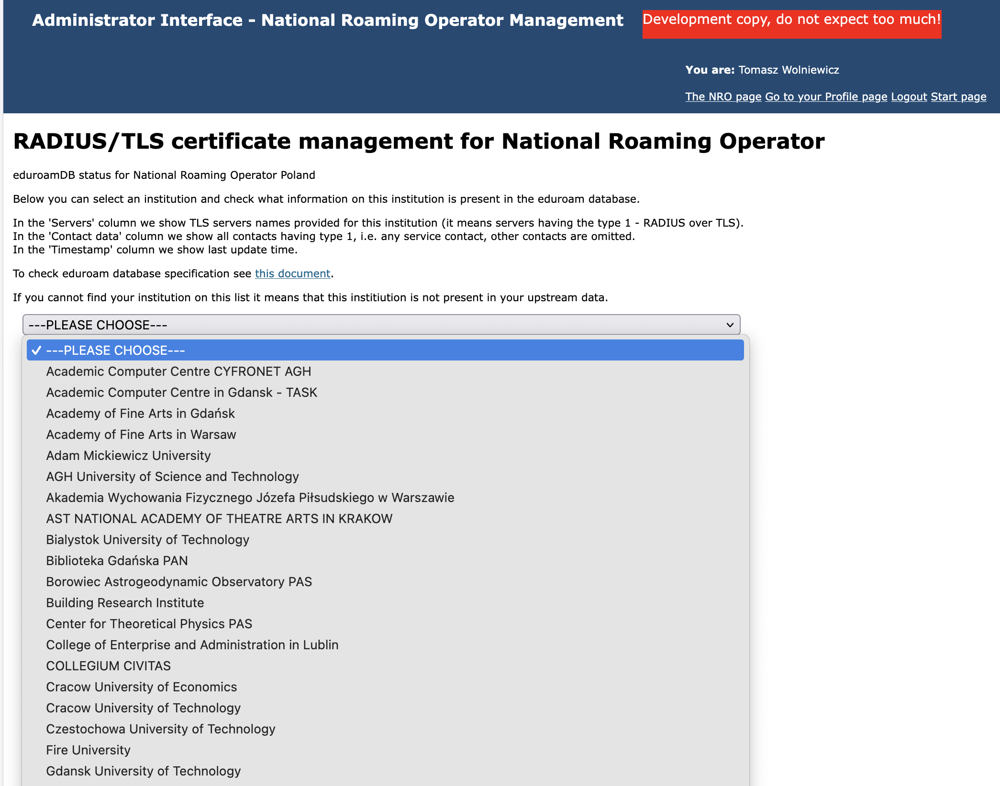 Administrator Interface - National Roaming Operator Management
Development copy, do not expect too much!
You are: Tomasz Wolniewicz
The NRO page Go to your Profile page Logout Start page
RADIUS/TLS certificate management for National Roaming Operator
eduroamDB status for National Roaming Operator Poland
Below you can select an institution and check what information on this institution is present in the eduroam database.
In the 'Servers' column we show TLS servers names provided for this institution (it means servers having the type 1 - RADIUS over TLS).
In the 'Contact data' column we show all contacts having type 1, i.e. any service contact, other contacts are omitted.
In the 'Timestamp' column we show last update time.
To check eduroam database specification see this document.
If you cannot find your institution on this list it means that this institiution is not present in your upstream data.
---PLEASE CHOOSE---
---PLEASE CHOOSE---
Academic Computer Centre CYFRONET AGH
Academic Computer Centre in Gdansk - TASK
Academy of Fine Arts in Gdańsk
Academy of Fine Arts in Warsaw
Adam Mickiewicz University
AGH University of Science and Technology
Akademia Wychowania Fizycznego Józefa Piłsudskiego w Warszawie
AST NATIONAL ACADEMY OF THEATRE ARTS IN KRAKOW
Bialystok University of Technology
Biblioteka Gdańska PAN
Borowiec Astrogeodynamic Observatory PAS
Building Research Institute
Center for Theoretical Physics PAS
College of Enterprise and Administration in Lublin
COLLEGIUM CIVITAS
Cracow University of Economics
Cracow University of Technology
Czestochowa University of Technology
Fire University
Gdansk University of Technology